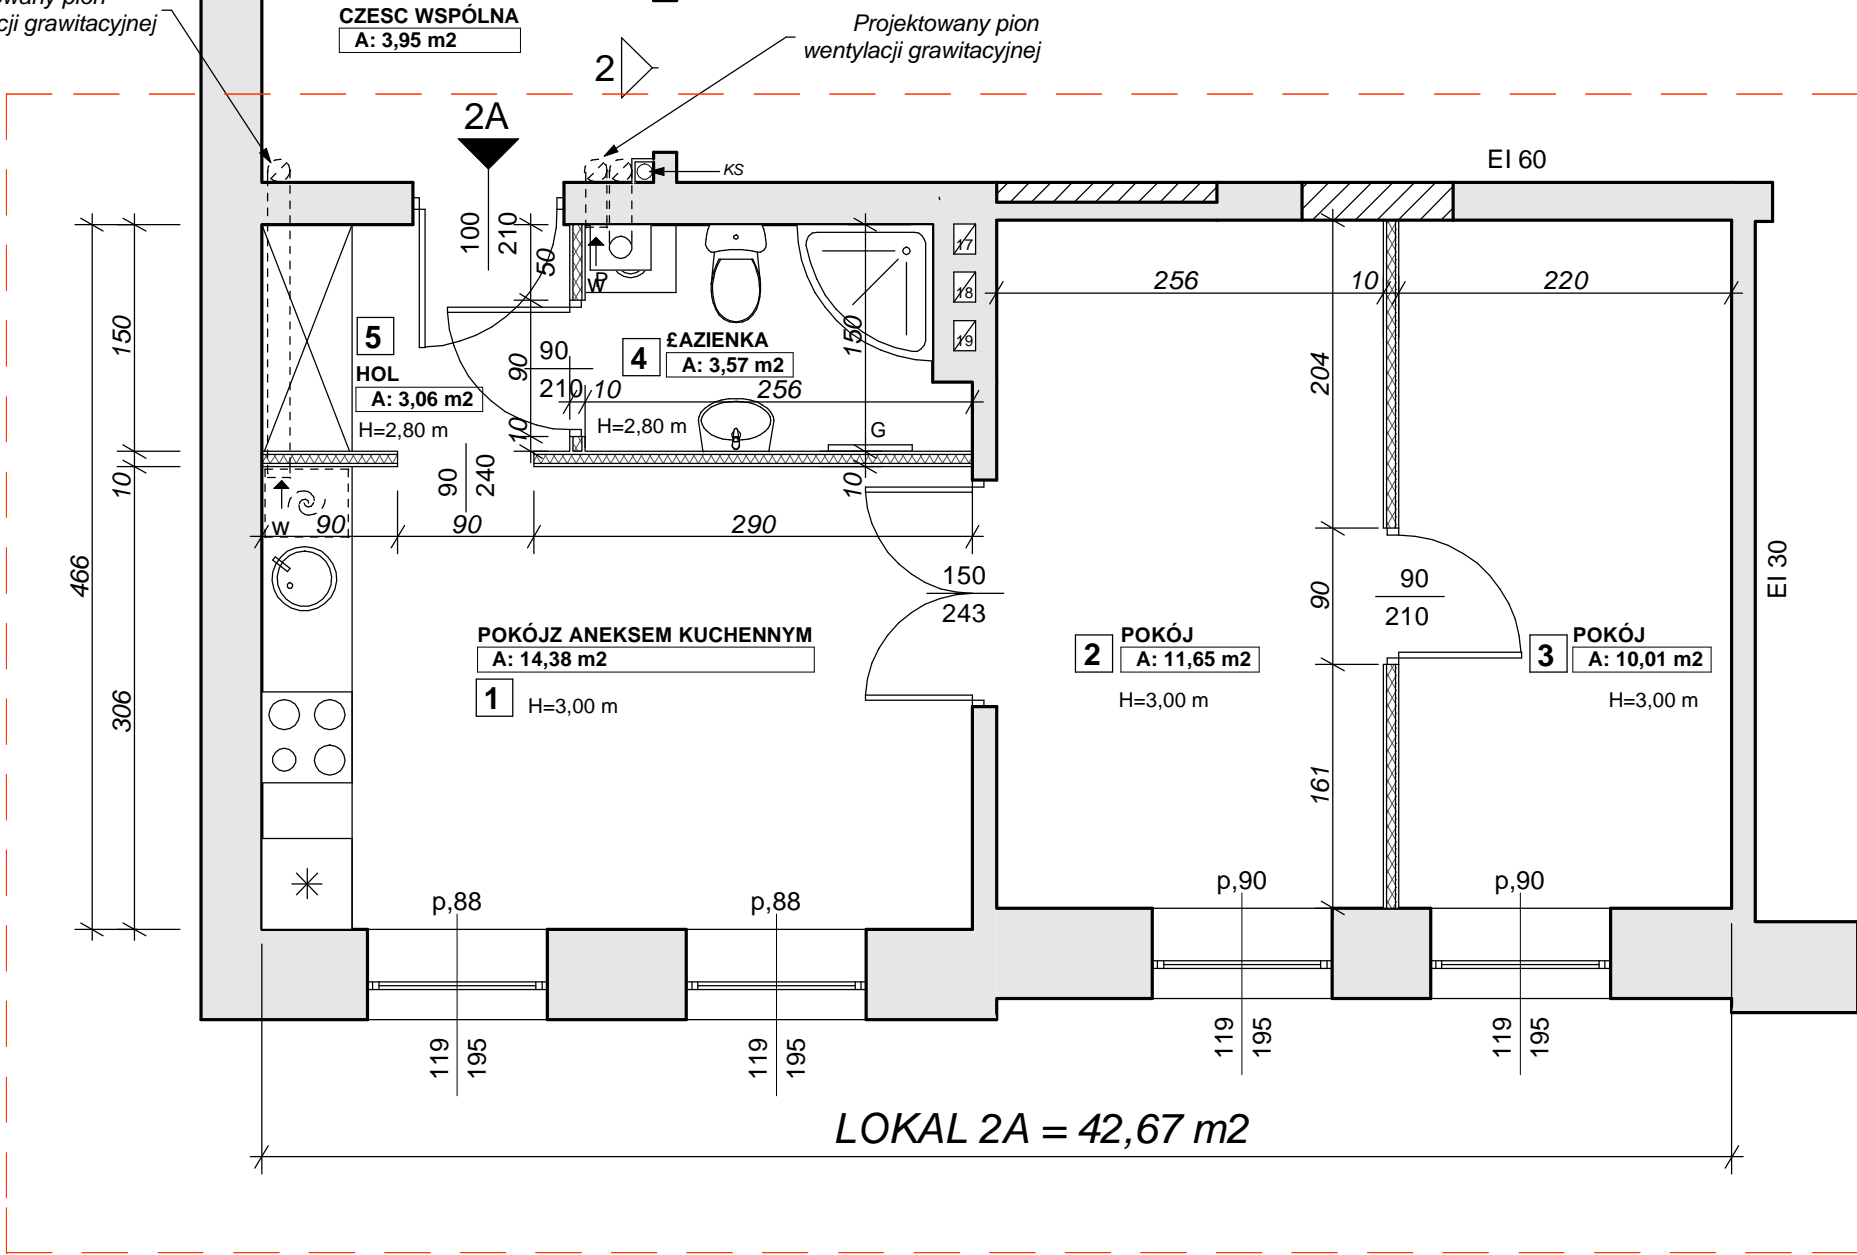 cji grawitacyjnej
CZESC WSPÓLNA
A: 3,95 m2
Projektowany pion
wentylacji grawitacyjnej
2
2A
KS
EI 60
100
210
50
W
P
17
18
19
256
10
220
150
5
HOL
A: 3,06 m2
H=2,80 m
90
90
210
10
4
£AZIENKA
A: 3,57 m2
10
256
H=2,80 m
150
G
204
10
90
240
10
W
90
90
290
466
306
150
243
90
90
210
EI 30
POKÓJZ ANEKSEM KUCHENNYM
A: 14,38 m2
1
H=3,00 m
2
POKÓJ
A: 11,65 m2
H=3,00 m
3
POKÓJ
A: 10,01 m2
H=3,00 m
161
p,88
p,88
p,90
p,90
119
195
119
195
119
195
119
195
LOKAL 2A = 42,67 m2